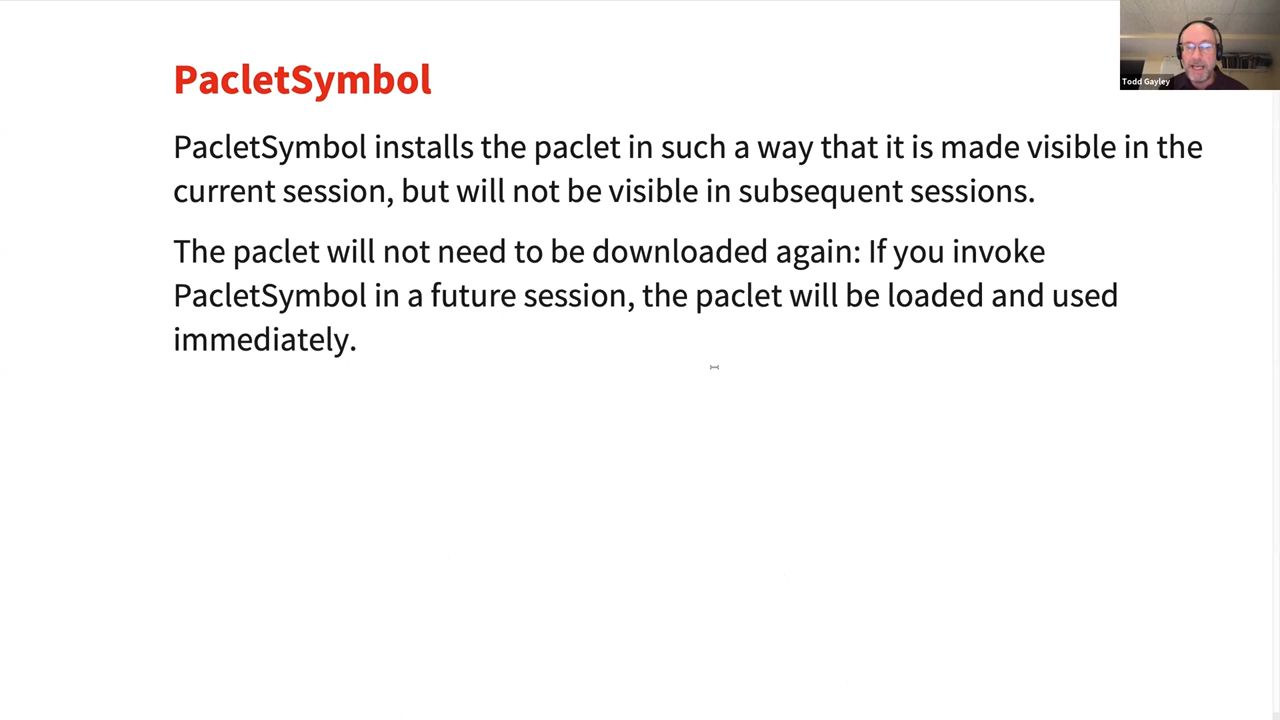 PacletSymbol
Todd Gayley
PacletSymbol installs the paclet in such a way that it is made visible in the
current session, but will not be visible in subsequent sessions.
The paclet will not need to be downloaded again: If you invoke
PacletSymbol in a future session, the paclet will be loaded and used
immediately.